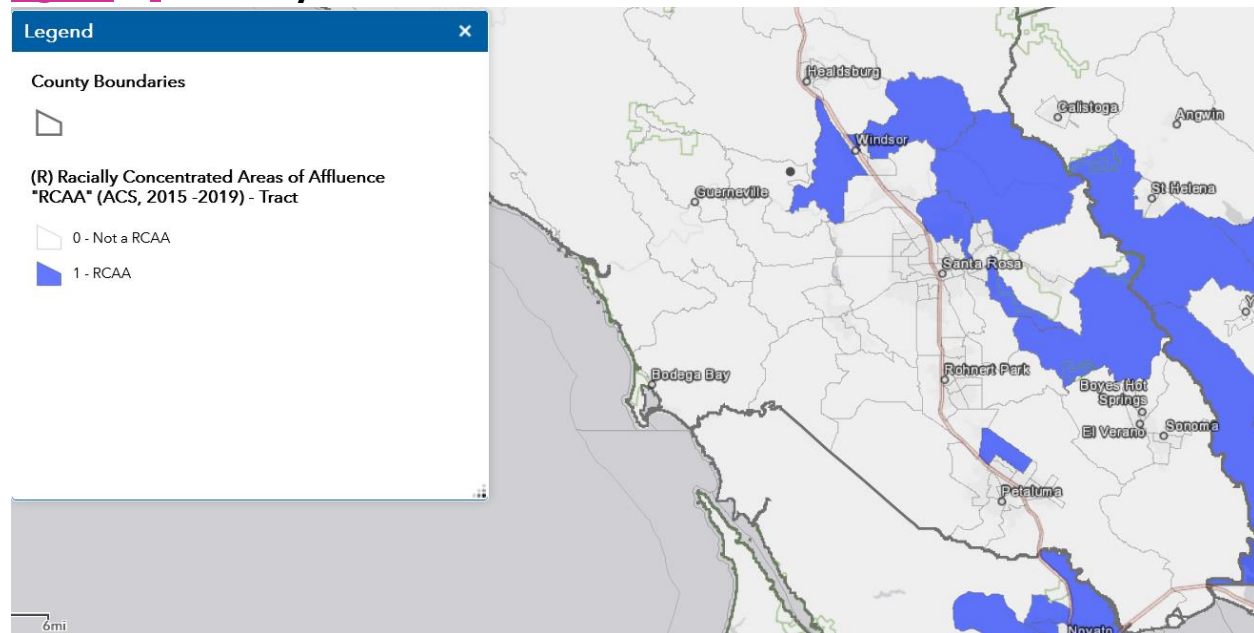 Legend ×
County Boundaries
(R) Racially Concentrated Areas of Affluence
"RCAA" (ACS, 2015 -2019) - Tract
0 - Not a RCAA
1 - RCAA
Healdsburg
Calistoga
Angwin
Windsor
Guerneville
St Helena
Santa Rosa
Bodega Bay
Rohnert Park
Boyes Hot
Springs
El Verano
Sonoma
Petaluma
Novato
6mi